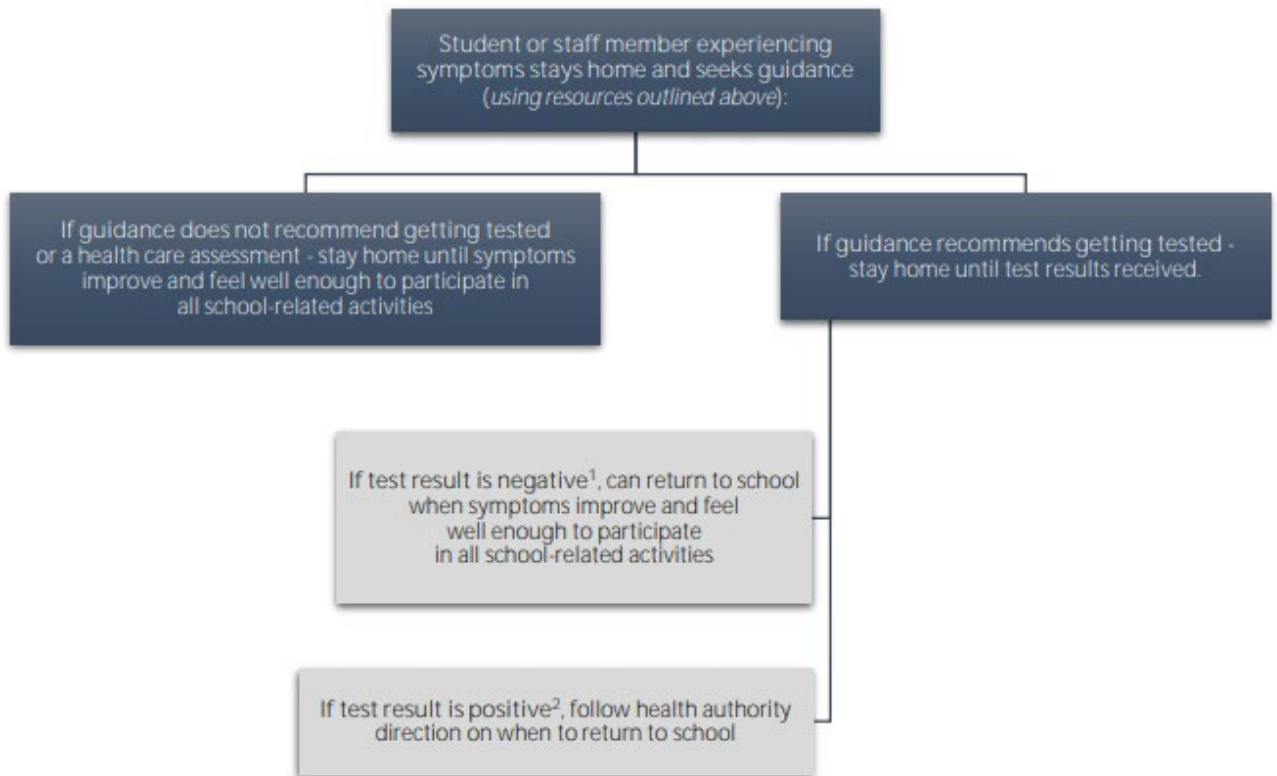 Student or staff member experiencing
symptoms stays home and seeks guidance
(using resources outlined above):
If guidance does not recommend getting tested
or a health care assessment - stay home until symptoms
improve and feel well enough to participate in
all school-related activities
If guidance recommends getting tested -
stay home until test results received.
If test result is negative¹, can return to school
when symptoms improve and feel
well enough to participate
in all school-related activities
If test result is positive², follow health authority
direction on when to return to school